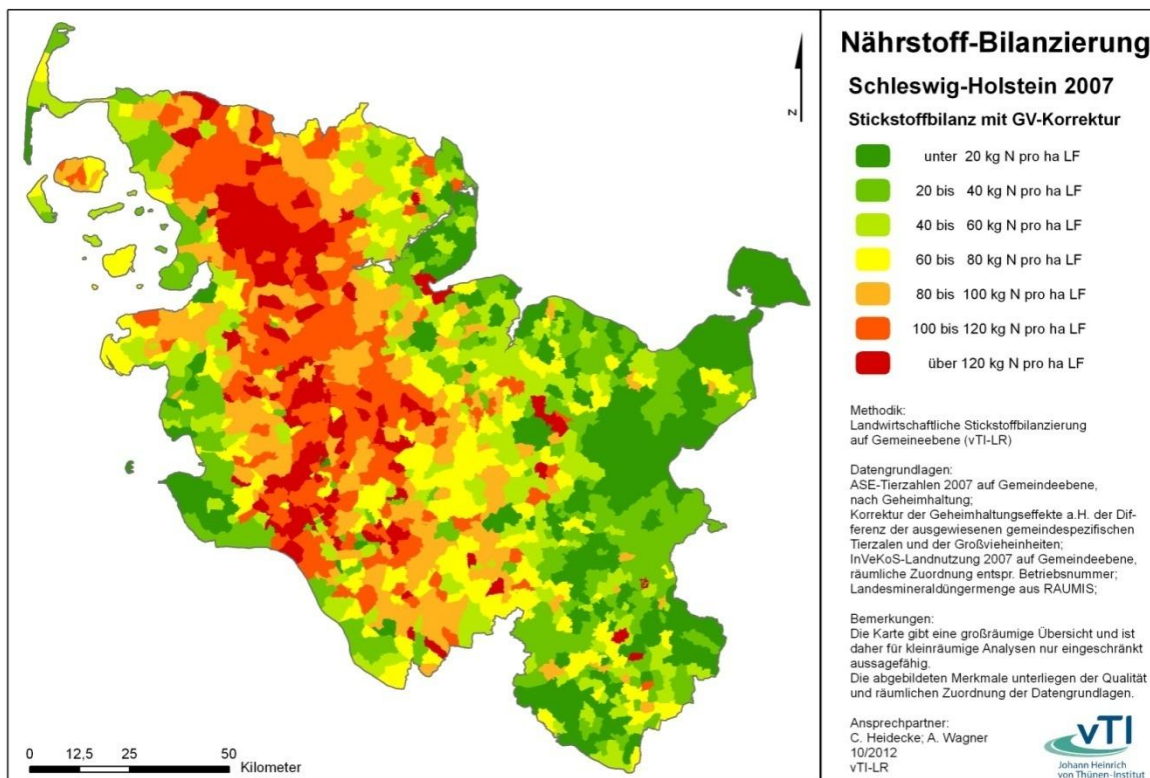 Nährstoff-Bilanzierung
Schleswig-Holstein 2007
Stickstoffbilanz mit GV-Korrektur
unter 20 kg N pro ha LF
20 bis 40 kg N pro ha LF
40 bis 60 kg N pro ha LF
60 bis 80 kg N pro ha LF
80 bis 100 kg N pro ha LF
100 bis 120 kg N pro ha LF
über 120 kg N pro ha LF
Methodik:
Landwirtschaftliche Stickstoffbilanzierung
auf Gemeineebene (vTI-LR)
Datengrundlagen:
ASE-Tierzahlen 2007 auf Gemeindeebene,
nach Geheimhaltung;
Korrektur der Geheimhaltungseffekte a.H. der Dif-
ferenz der ausgewiesenen gemeindespezifischen
Tierzalen und der Großvieheinheiten;
InVeKoS-Landnutzung 2007 auf Gemeindeebene,
räumliche Zuordnung entspr. Betriebsnummer;
Landesmineraldüngermenge aus RAUMIS;
Bemerkungen:
Die Karte gibt eine großräumige Übersicht und ist
daher für kleinräumige Analysen nur eingeschränkt
aussagefähig.
Die abgebildeten Merkmale unterliegen der Qualität
und räumlichen Zuordnung der Datengrundlagen.
Ansprechpartner:
C. Heidecke; A. Wagner
10/2012
vTI-LR
vTI
Johann Heinrich
von Thünen-Institut
N
0 12,5 25 50
Kilometer